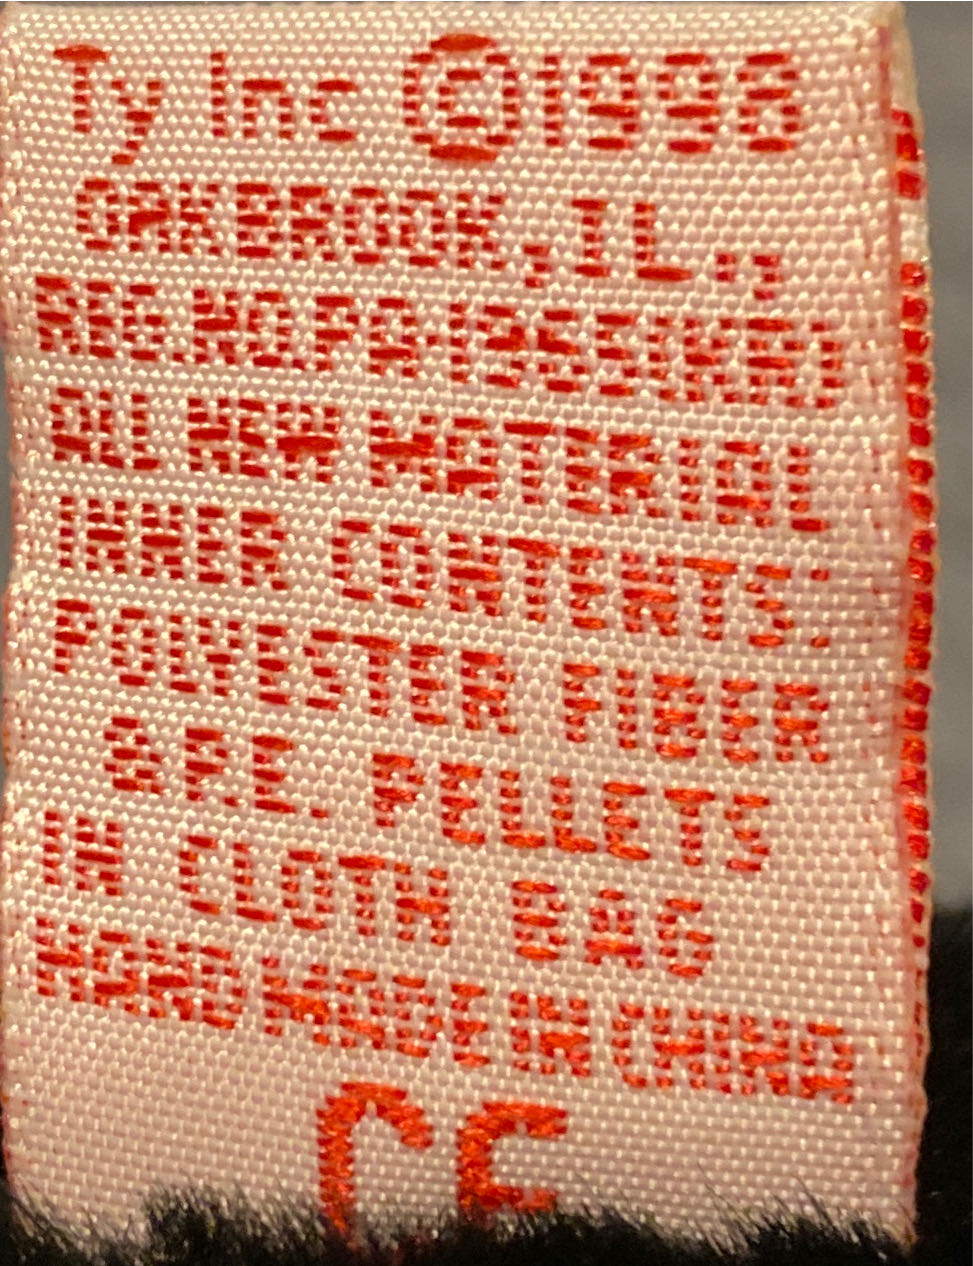 Ty Inc ©1998
OAKBROOK, IL.,
REG.NO.PA-1965(KR)
ALL NEW MATERIAL
INNER CONTENTS:
POLYESTER FIBER
&P.E. PELLETS
IN CLOTH BAG
HAND MADE IN CHINA
CE